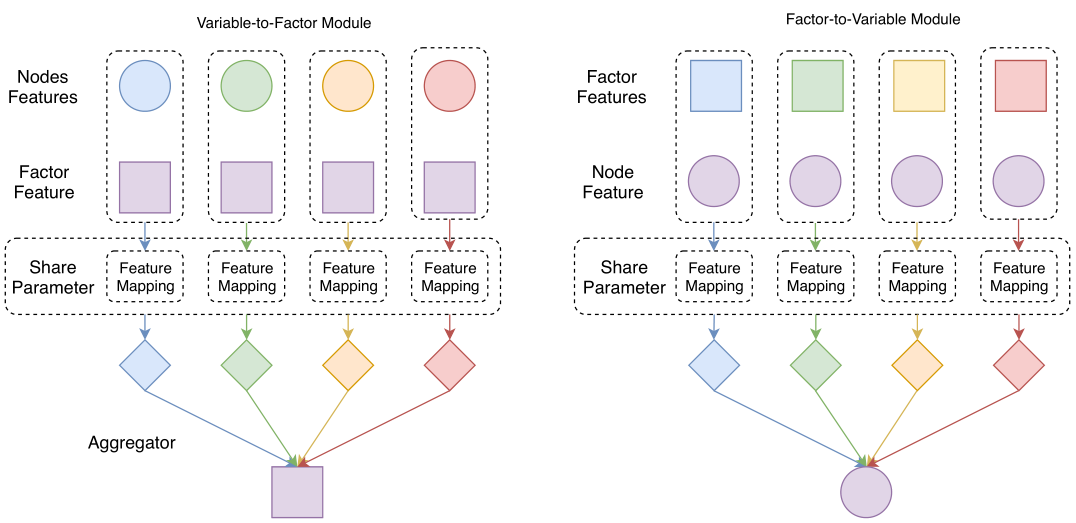 Variable-to-Factor Module
Nodes
Features
Factor
Feature
Share
Parameter
Feature
Mapping
Feature
Mapping
Feature
Mapping
Feature
Mapping
Aggregator
Factor-to-Variable Module
Factor
Features
Node
Feature
Share
Parameter
Feature
Mapping
Feature
Mapping
Feature
Mapping
Feature
Mapping